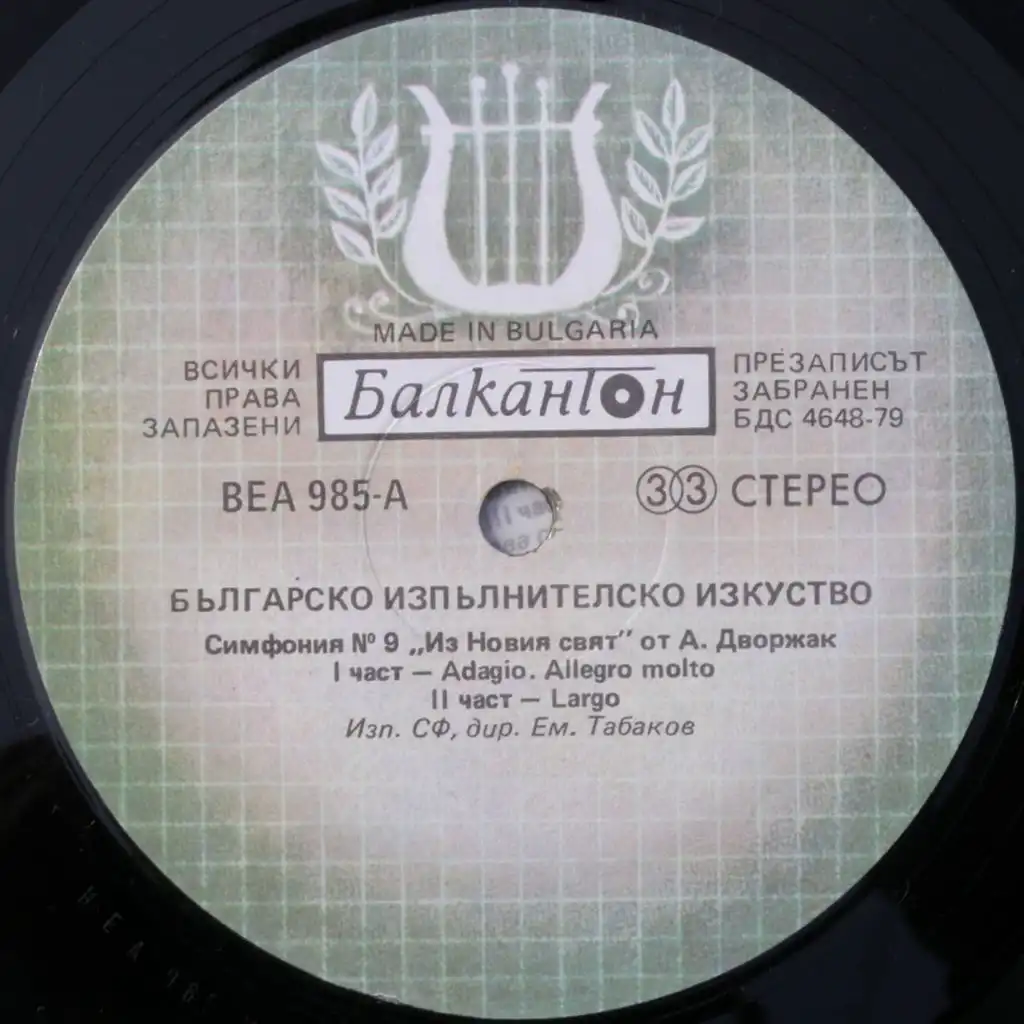 MADE IN BULGARIA
ВСИЧКИ
ПРАВА
ЗАПАЗЕНИ
Балкантон
ПРЕЗАПИСЪТ
ЗАБРАНЕН
БДС 4648-79
ВЕА 985-А
33 СТЕРЕО
БЪЛГАРСКО ИЗПЪЛНИТЕЛСКО ИЗКУСТВО
Симфония № 9 „Из Новия свят" от А. Дворжак
I част — Adagio. Allegro molto
II част — Largo
Изп. СФ, дир. Ем. Табаков
ВЕА 985